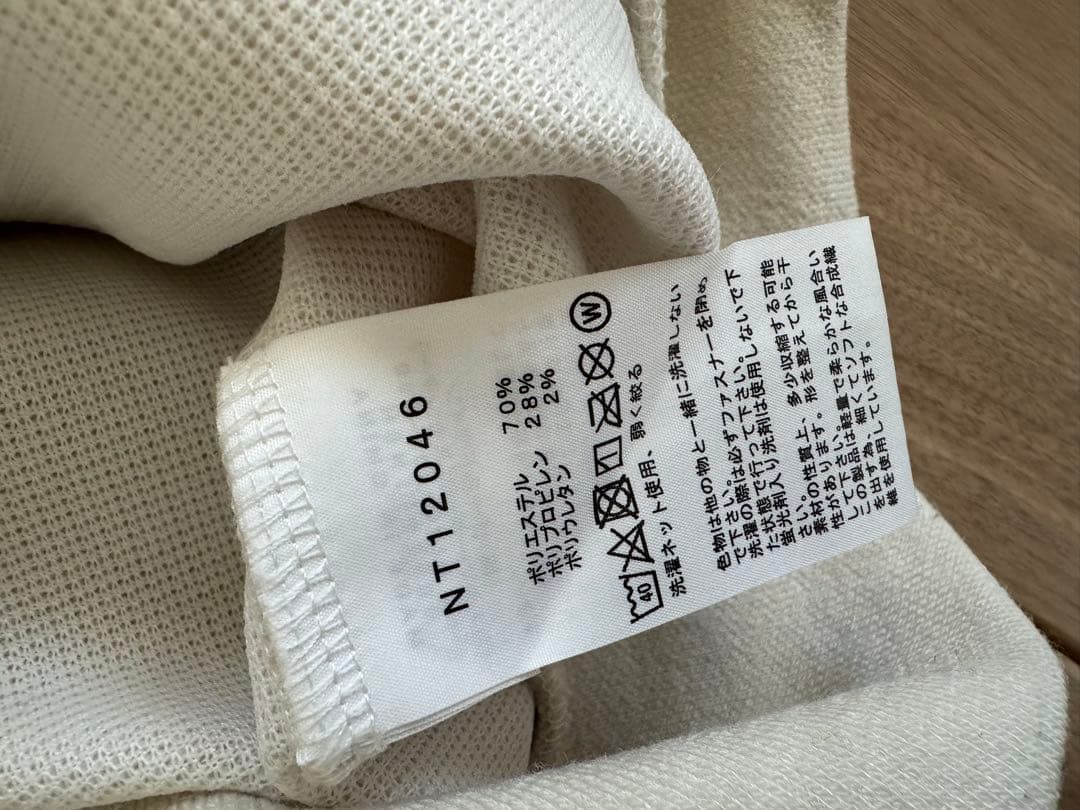 NT12046
ポリエステル 70%
ポリプロピレン 28%
ポリウレタン 2%
40 W
洗濯ネット使用、弱く絞る
色物は他の物と一緒に洗濯しない
で下さい。
洗濯の際は必ずファスナーを閉め
た状態で行って下さい。
蛍光剤入り洗剤は使用しないで下
さい。
素材の性質上、多少収縮する可能
性があります。形を整えてから干
して下さい。
この製品は軽量で柔らかな風合い
を出す為、細くてソフトな合成繊
維を使用しています。